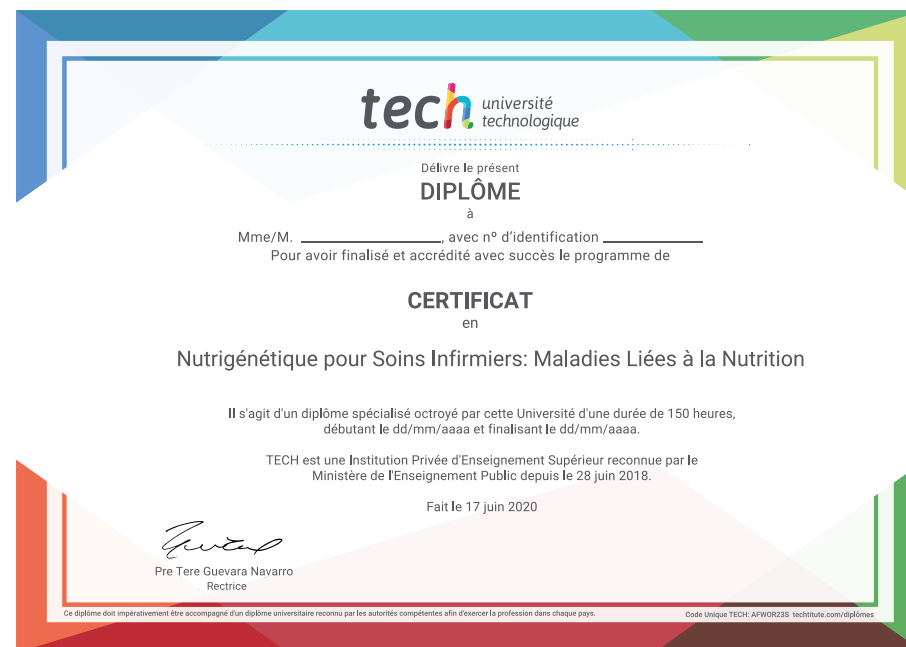 tech université
technologique
Délivre le présent
DIPLÔME
à
Mme/M. ____________________, avec nº d'identification ______________
Pour avoir finalisé et accrédité avec succès le programme de
CERTIFICAT
en
Nutrigénétique pour Soins Infirmiers: Maladies Liées à la Nutrition
Il s'agit d'un diplôme spécialisé octroyé par cette Université d'une durée de 150 heures,
débutant le dd/mm/aaaa et finalisant le dd/mm/aaaa.
TECH est une Institution Privée d'Enseignement Supérieur reconnue par le
Ministère de l'Enseignement Public depuis le 28 juin 2018.
Fait le 17 juin 2020
Pre Tere Guevara Navarro
Rectrice
Ce diplôme doit impérativement être accompagné d'un diplôme universitaire reconnu par les autorités compétentes afin d'exercer la profession dans chaque pays.
Code Unique TECH: AFWOR23S techtitute.com/diplômes